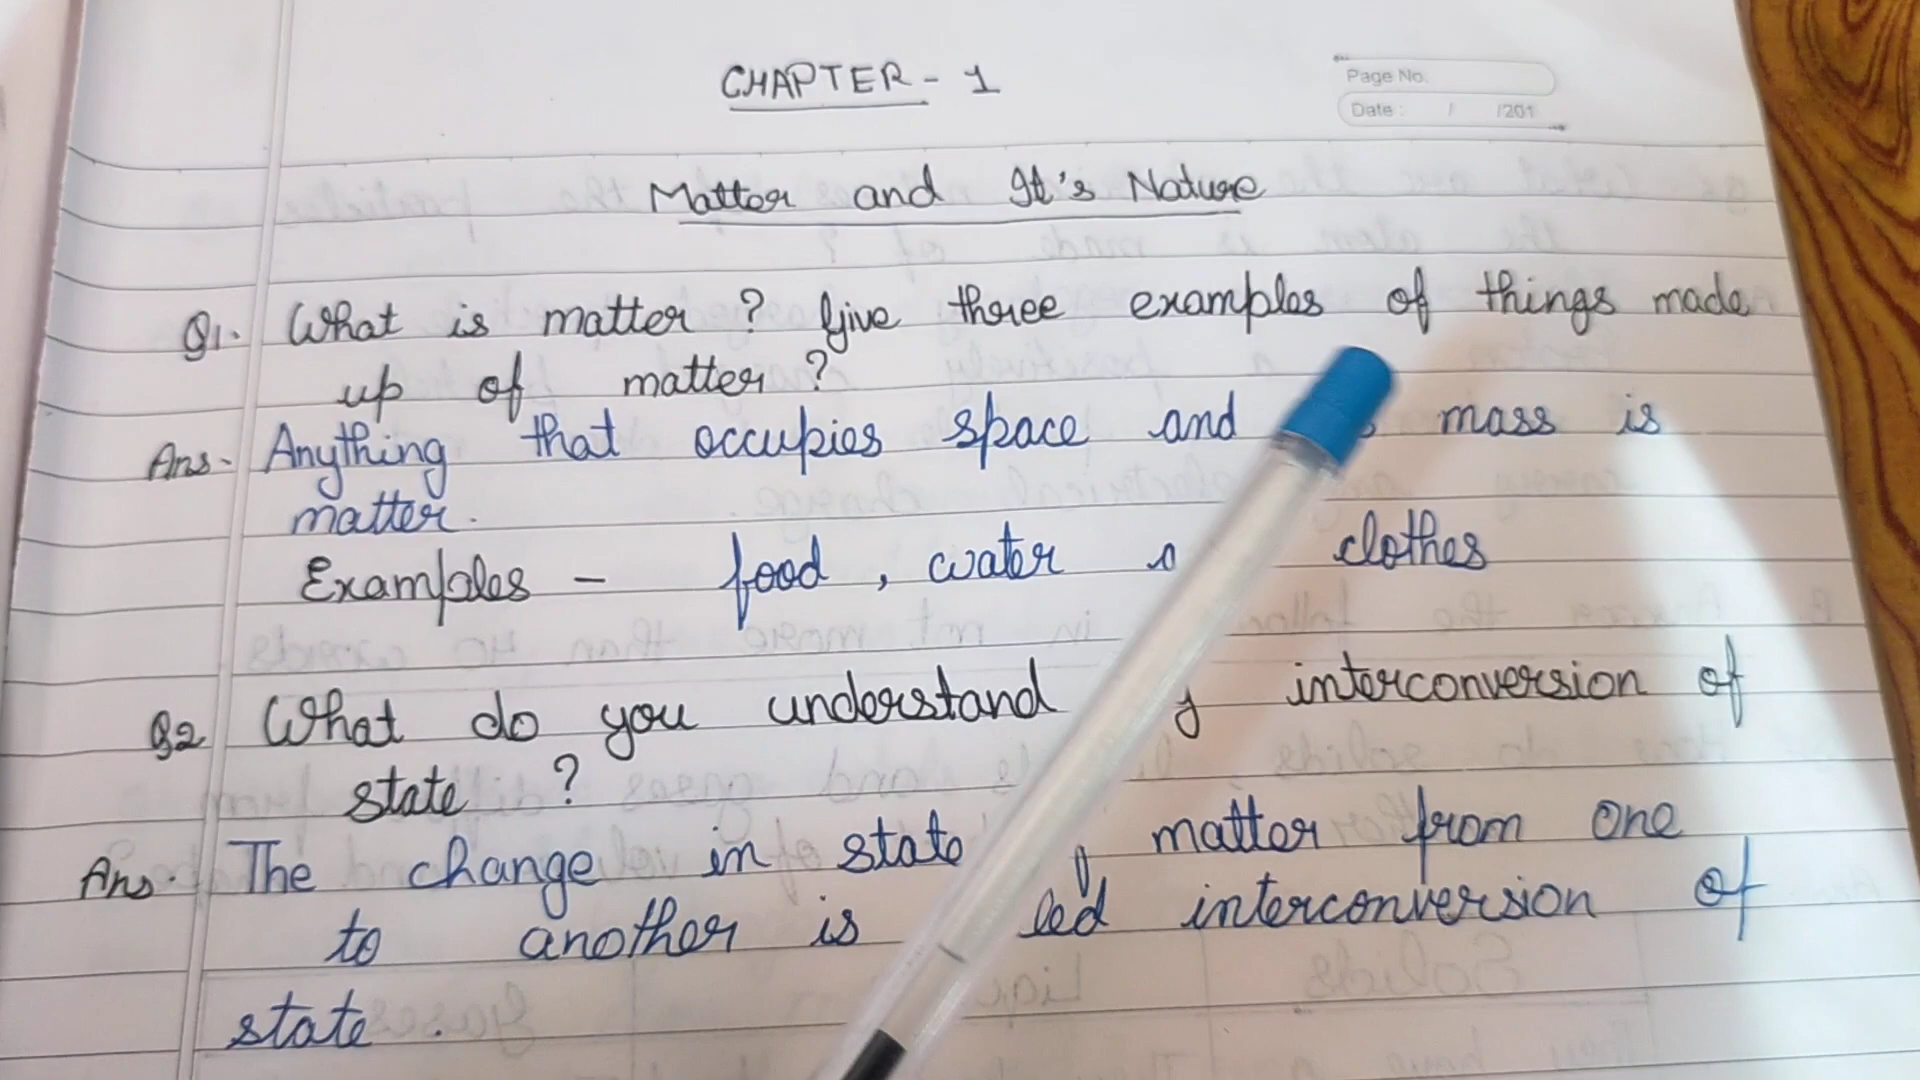 CHAPTER - 1
Page No.
Date : / /201
Matter and It's Nature
Q1. What is matter ? Give three examples of things made
up of matter ?
Ans- Anything that occupies space and mass is
matter.
Examples - food , water clothes
Q2 What do you understand interconversion of
state ?
Ans. The change in state matter from one
to another is interconversion of
state .